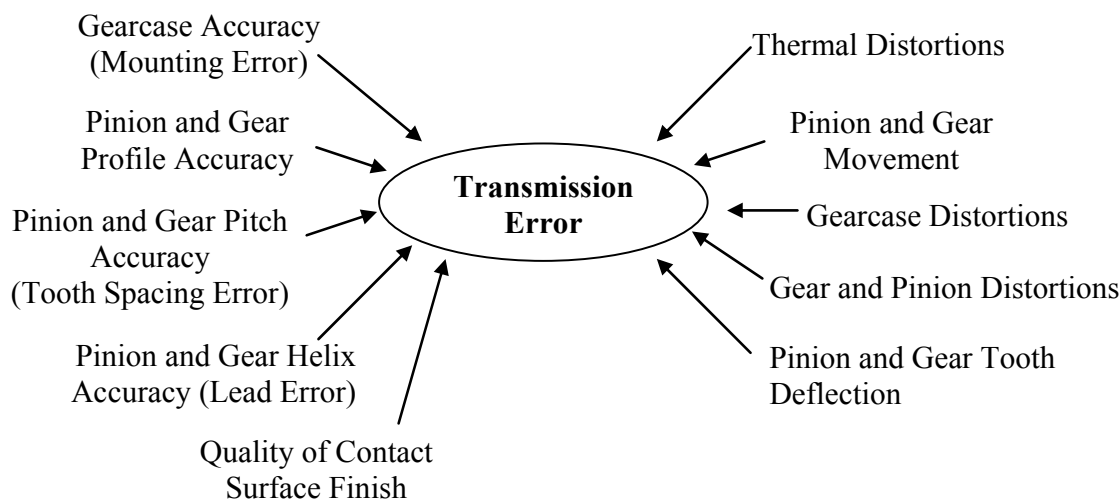 Gearcase Accuracy
(Mounting Error)
Pinion and Gear
Profile Accuracy
Pinion and Gear Pitch
Accuracy
(Tooth Spacing Error)
Pinion and Gear Helix
Accuracy (Lead Error)
Quality of Contact
Surface Finish
Transmission
Error
Thermal Distortions
Pinion and Gear
Movement
Gearcase Distortions
Gear and Pinion Distortions
Pinion and Gear Tooth
Deflection